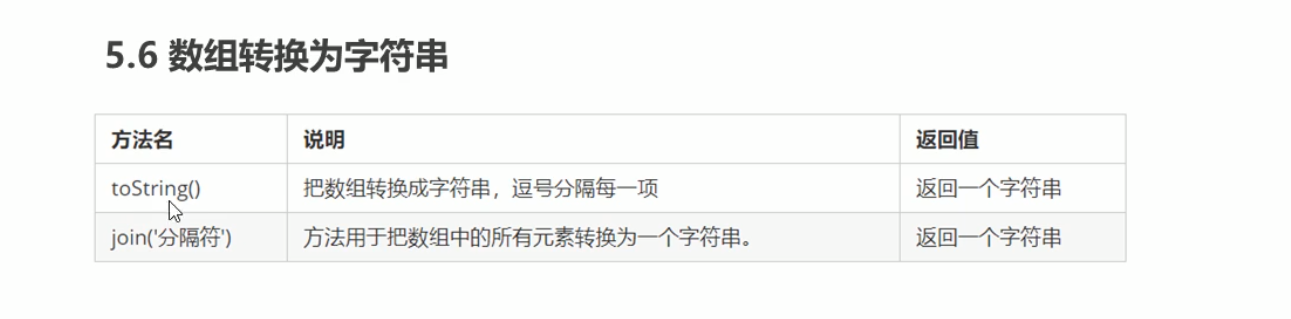 5.6 数组转换为字符串
方法名 说明 返回值
toString() 把数组转换成字符串，逗号分隔每一项 返回一个字符串
join('分隔符') 方法用于把数组中的所有元素转换为一个字符串。 返回一个字符串